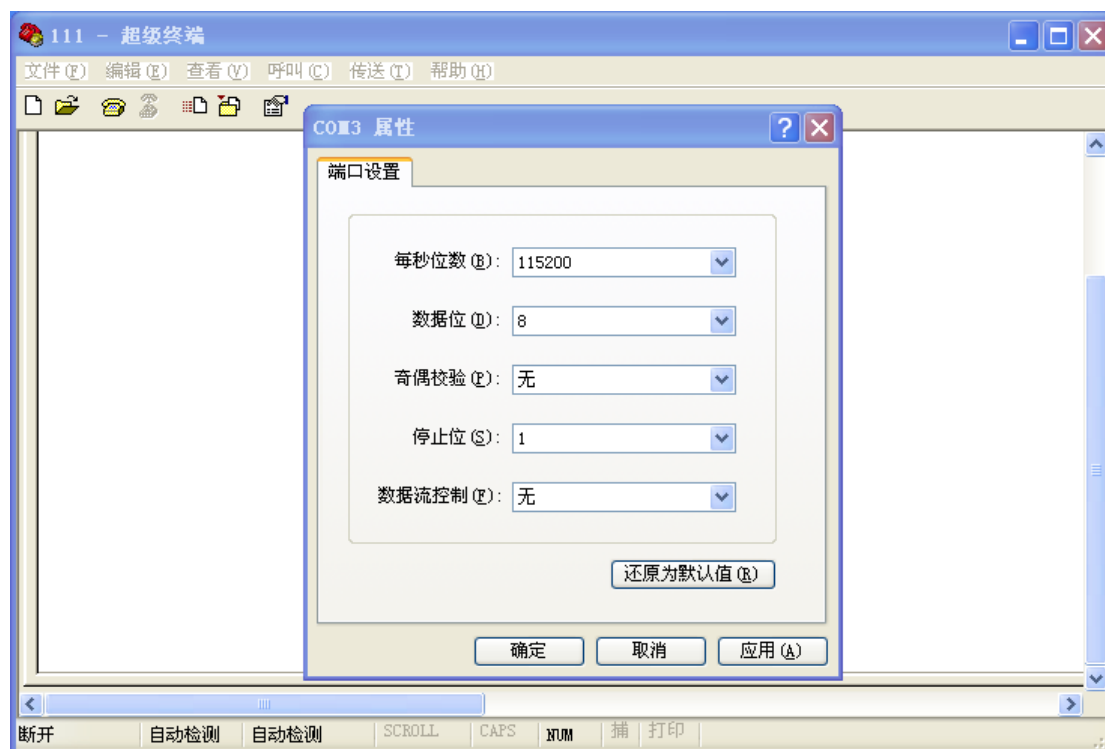 111 - 超级终端
文件(F) 编辑(E) 查看(V) 呼叫(C) 传送(T) 帮助(H)
COM3 属性
端口设置
每秒位数(B): 115200
数据位(D): 8
奇偶校验(P): 无
停止位(S): 1
数据流控制(F): 无
还原为默认值(R)
确定 取消 应用(A)
断开 自动检测 自动检测 SCROLL CAPS NUM 捕 打印